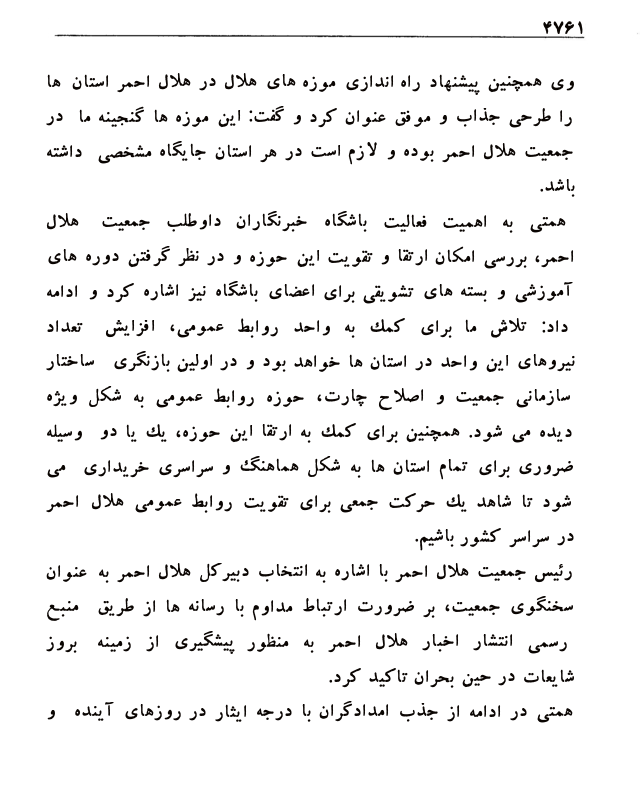 ۴۷۶۱
وی همچنین پیشنهاد راه اندازی موزه های هلال در هلال احمر استان ها
را طرحی جذاب و موفق عنوان کرد و گفت: این موزه ها گنجینه ما در
جمعیت هلال احمر بوده و لازم است در هر استان جایگاه مشخصی داشته
باشد.
همتی به اهمیت فعالیت باشگاه خبرنگاران داوطلب جمعیت هلال
احمر، بررسی امکان ارتقا و تقویت این حوزه و در نظر گرفتن دوره های
آموزشی و بسته های تشویقی برای اعضای باشگاه نیز اشاره کرد و ادامه
داد: تلاش ما برای کمك به واحد روابط عمومی، افزایش تعداد
نیروهای این واحد در استان ها خواهد بود و در اولین بازنگری ساختار
سازمانی جمعیت و اصلاح چارت، حوزه روابط عمومی به شکل ویژه
دیده می شود. همچنین برای کمك به ارتقا این حوزه، یك یا دو وسیله
ضروری برای تمام استان ها به شکل هماهنگ و سراسری خریداری می
شود تا شاهد یك حرکت جمعی برای تقویت روابط عمومی هلال احمر
در سراسر کشور باشیم.
رئیس جمعیت هلال احمر با اشاره به انتخاب دبیرکل هلال احمر به عنوان
سخنگوی جمعیت، بر ضرورت ارتباط مداوم با رسانه ها از طریق منبع
رسمی انتشار اخبار هلال احمر به منظور پیشگیری از زمینه بروز
شایعات در حین بحران تاکید کرد.
همتی در ادامه از جذب امدادگران با درجه ایثار در روزهای آینده و